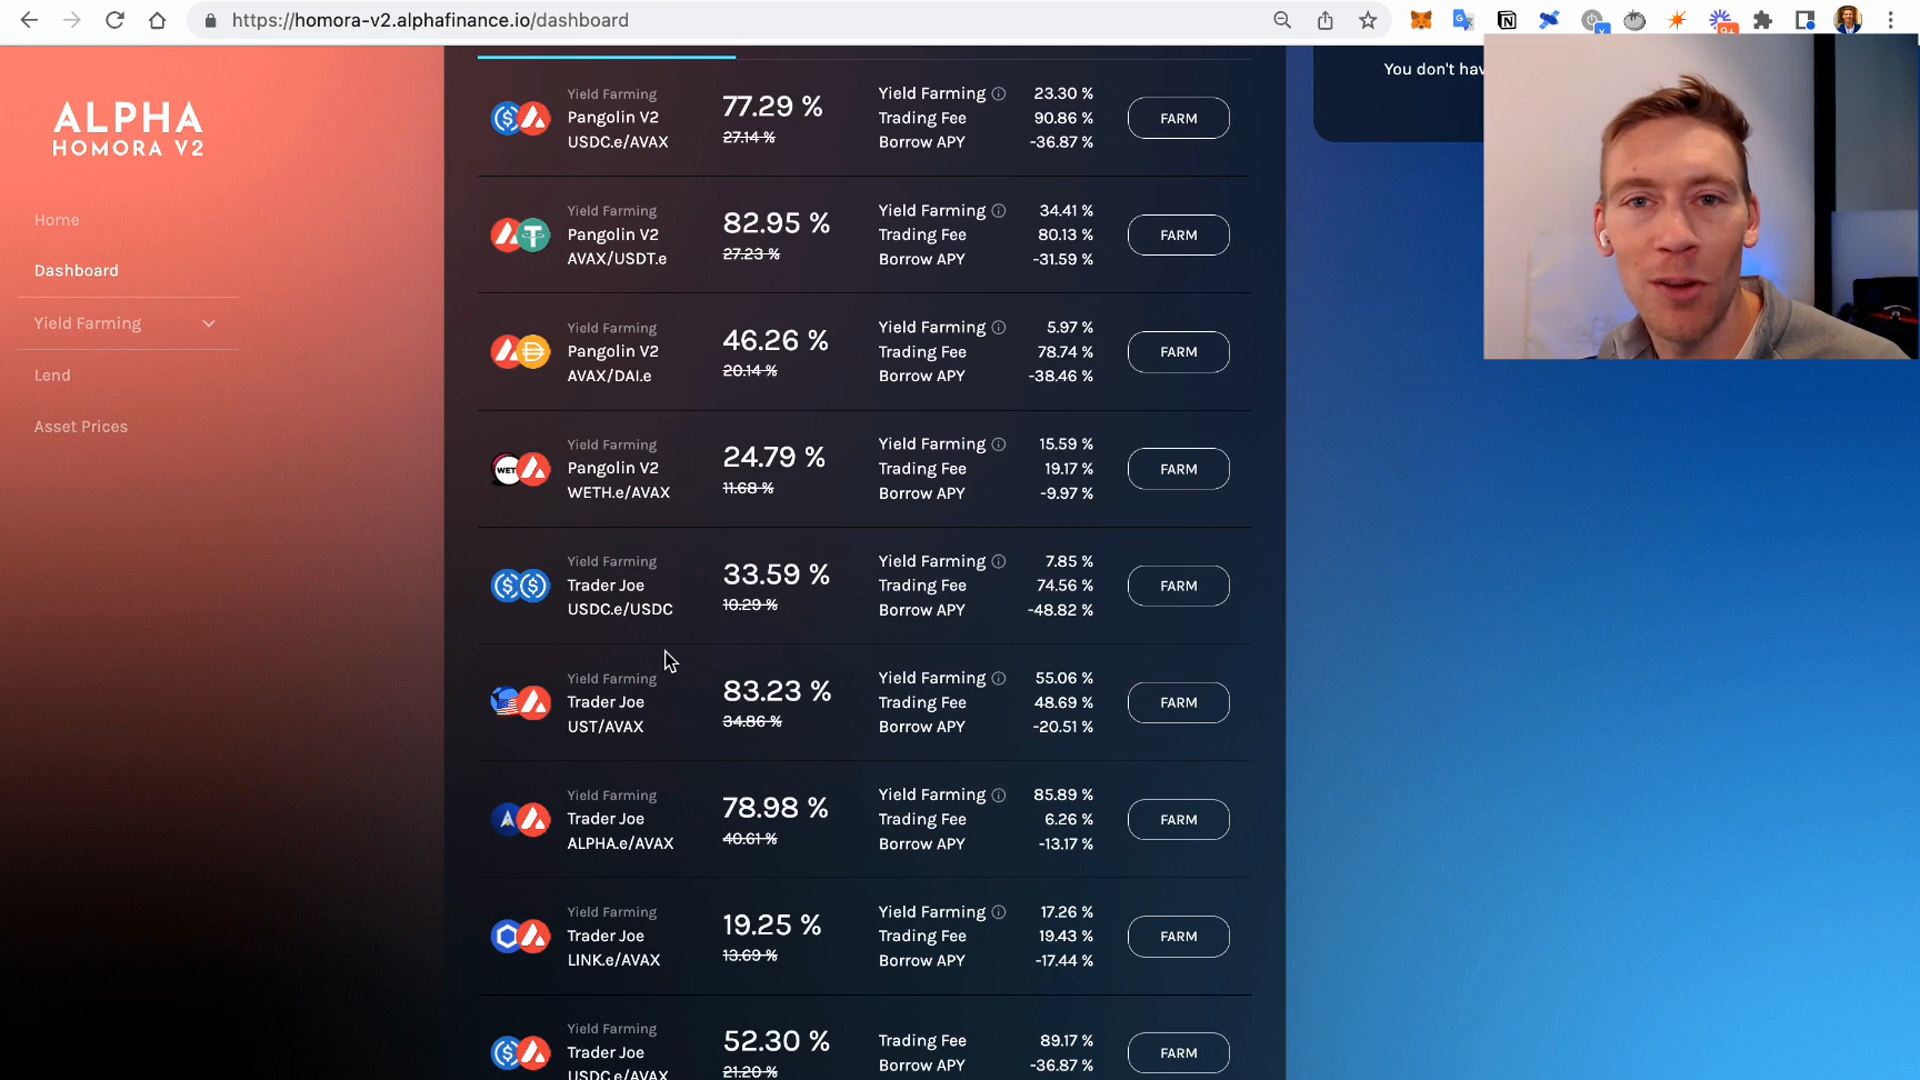 https://homora-v2.alphafinance.io/dashboard
ALPHA
HOMORA V2
Home
Dashboard
Yield Farming
Lend
Asset Prices
Yield Farming
Pangolin V2
USDC.e/AVAX
77.29 %
27.14 %
Yield Farming 23.30 %
Trading Fee 90.86 %
Borrow APY -36.87 %
FARM
Yield Farming
Pangolin V2
AVAX/USDT.e
82.95 %
27.23 %
Yield Farming 34.41 %
Trading Fee 80.13 %
Borrow APY -31.59 %
FARM
Yield Farming
Pangolin V2
AVAX/DAI.e
46.26 %
20.14 %
Yield Farming 5.97 %
Trading Fee 78.74 %
Borrow APY -38.46 %
FARM
WET
Yield Farming
Pangolin V2
WETH.e/AVAX
24.79 %
11.68 %
Yield Farming 15.59 %
Trading Fee 19.17 %
Borrow APY -9.97 %
FARM
Yield Farming
Trader Joe
USDC.e/USDC
33.59 %
10.29 %
Yield Farming 7.85 %
Trading Fee 74.56 %
Borrow APY -48.82 %
FARM
Yield Farming
Trader Joe
UST/AVAX
83.23 %
34.86 %
Yield Farming 55.06 %
Trading Fee 48.69 %
Borrow APY -20.51 %
FARM
Yield Farming
Trader Joe
ALPHA.e/AVAX
78.98 %
40.61 %
Yield Farming 85.89 %
Trading Fee 6.26 %
Borrow APY -13.17 %
FARM
Yield Farming
Trader Joe
LINK.e/AVAX
19.25 %
13.69 %
Yield Farming 17.26 %
Trading Fee 19.43 %
Borrow APY -17.44 %
FARM
Yield Farming
Trader Joe
USDC.e/AVAX
52.30 %
21.20 %
Trading Fee 89.17 %
Borrow APY -36.87 %
FARM
You don't hav